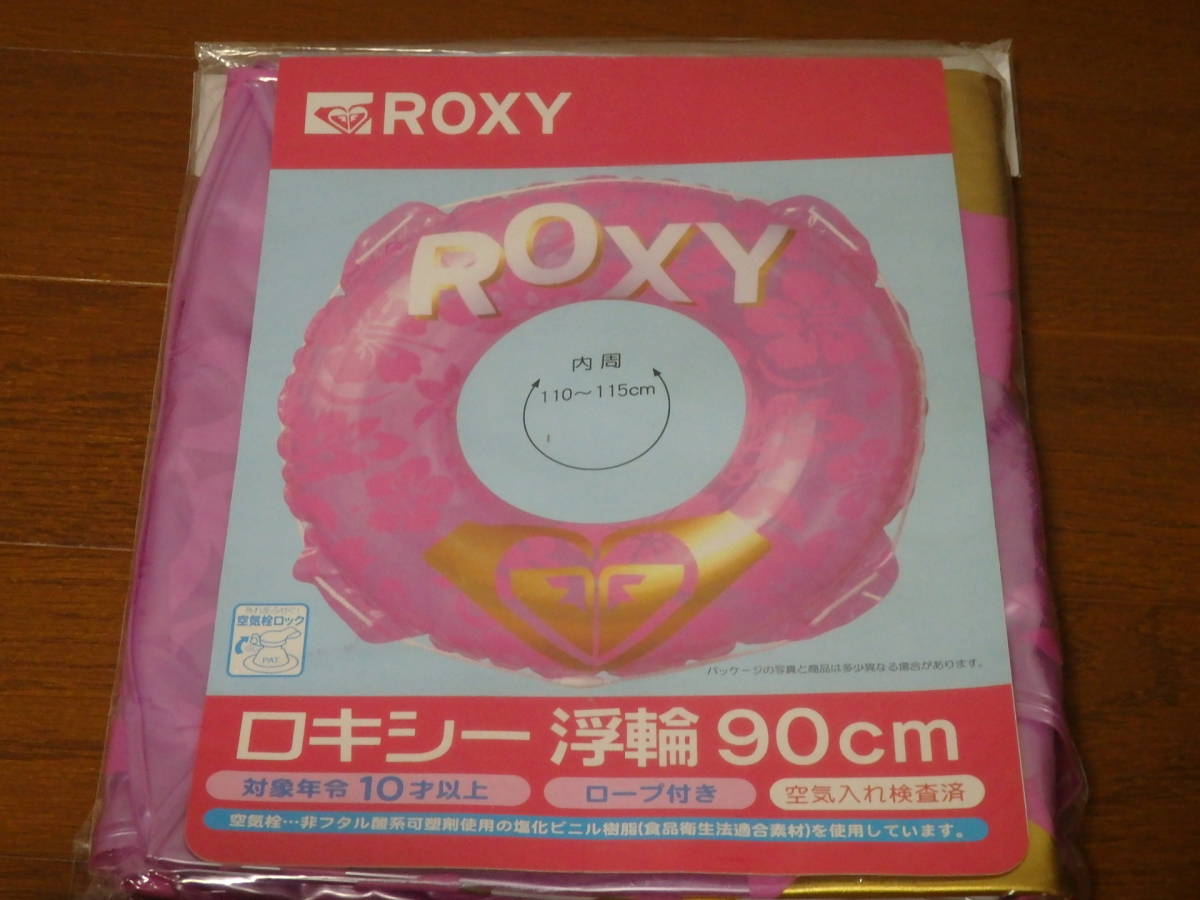 ROXY
ROXY
内周
110～115cm
空気栓ロック
PAT
パッケージの写真と商品は多少異なる場合があります。
ロキシー 浮輪 90cm
対象年令 10才以上
ロープ付き
空気入れ検査済
空気栓…非フタル酸系可塑剤使用の塩化ビニル樹脂(食品衛生法適合素材)を使用しています。